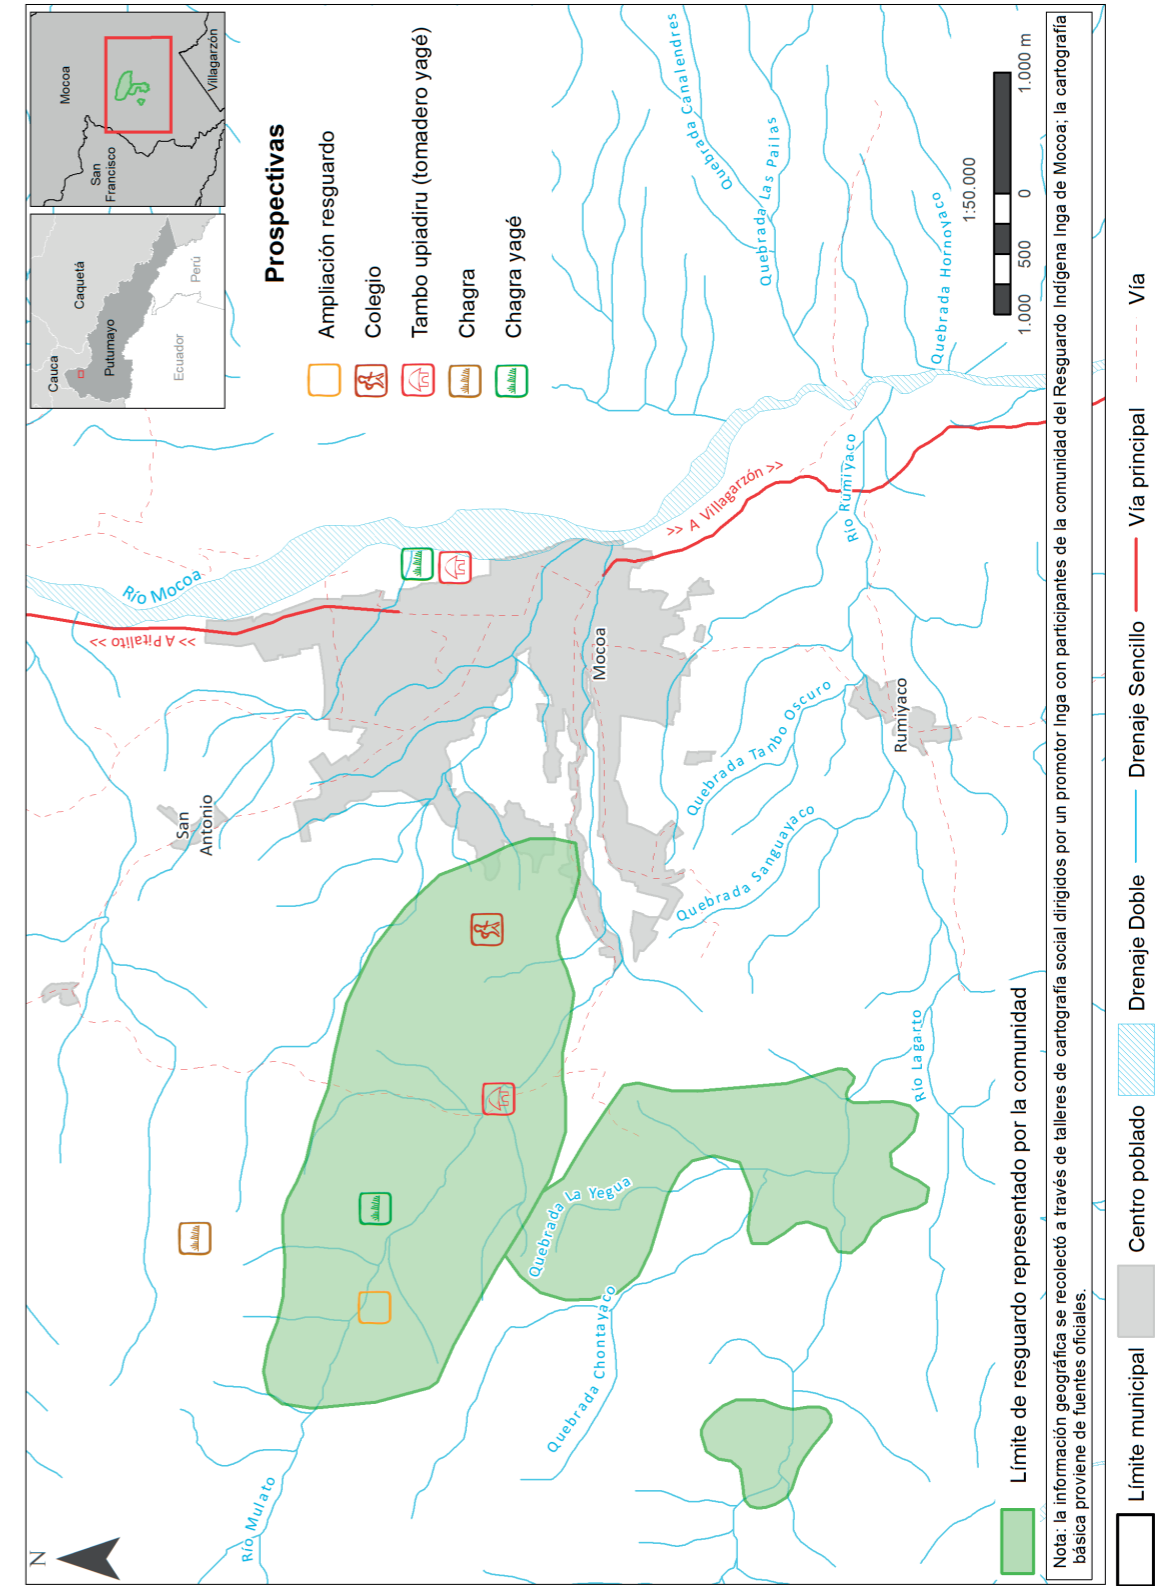 N
Río Mulato
Río Mocoa
<< A Pitalito <<
San
Antonio
Mocoa
>> A Villagarzón >>
Quebrada La Yegua
Quebrada Chontayaco
Quebrada Sanguayaco
Quebrada Tanbo Oscuro
Rumiyaco
Río Rumiyaco
Río Lagarto
Quebrada Canalendres
Quebrada
Quebrada Las Pailas
Quebrada Hornoyaco
Cauca
Caquetá
Putumayo
Ecuador
Perú
San
Francisco
Mocoa
Villagarzón
Prospectivas
Ampliación resguardo
Colegio
Tambo upiadiru (tomadero yagé)
Chagra
Chagra yagé
1:50.000
1.000
500
0
1.000 m
Límite de resguardo representado por la comunidad
Nota: la información geográfica se recolectó a través de talleres de cartografía social dirigidos por un promotor Inga con participantes de la comunidad del Resguardo Indígena Inga de Mocoa; la cartografía
básica proviene de fuentes oficiales.
Límite municipal
Centro poblado
Drenaje Doble
Drenaje Sencillo
Vía principal
Vía